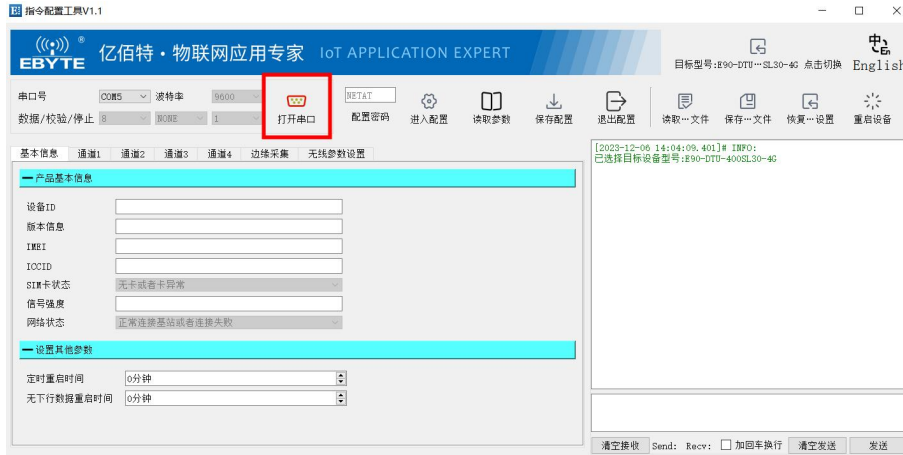 指令配置工具V1.1
EBYTE ® 亿佰特·物联网应用专家 IoT APPLICATION EXPERT
目标型号:E90-DTU…SL30-4G 点击切换
中 En
English
串口号 COM5 波特率 9600
数据/校验/停止 8 NONE 1
打开串口
NETAT
配置密码
进入配置
读取参数
保存配置
退出配置
读取…文件
保存…文件
恢复…设置
重启设备
基本信息 通道1 通道2 通道3 通道4 边缘采集 无线参数设置
产品基本信息
设备ID
版本信息
IMEI
ICCID
SIM卡状态 无卡或者卡异常
信号强度
网络状态 正常连接基站或者连接失败
设置其他参数
定时重启时间 0分钟
无下行数据重启时间 0分钟
[2023-12-06 14:04:09.401]# INFO:
已选择目标设备型号:E90-DTU-400SL30-4G
清空接收 Send: Recv: 加回车换行 清空发送 发送